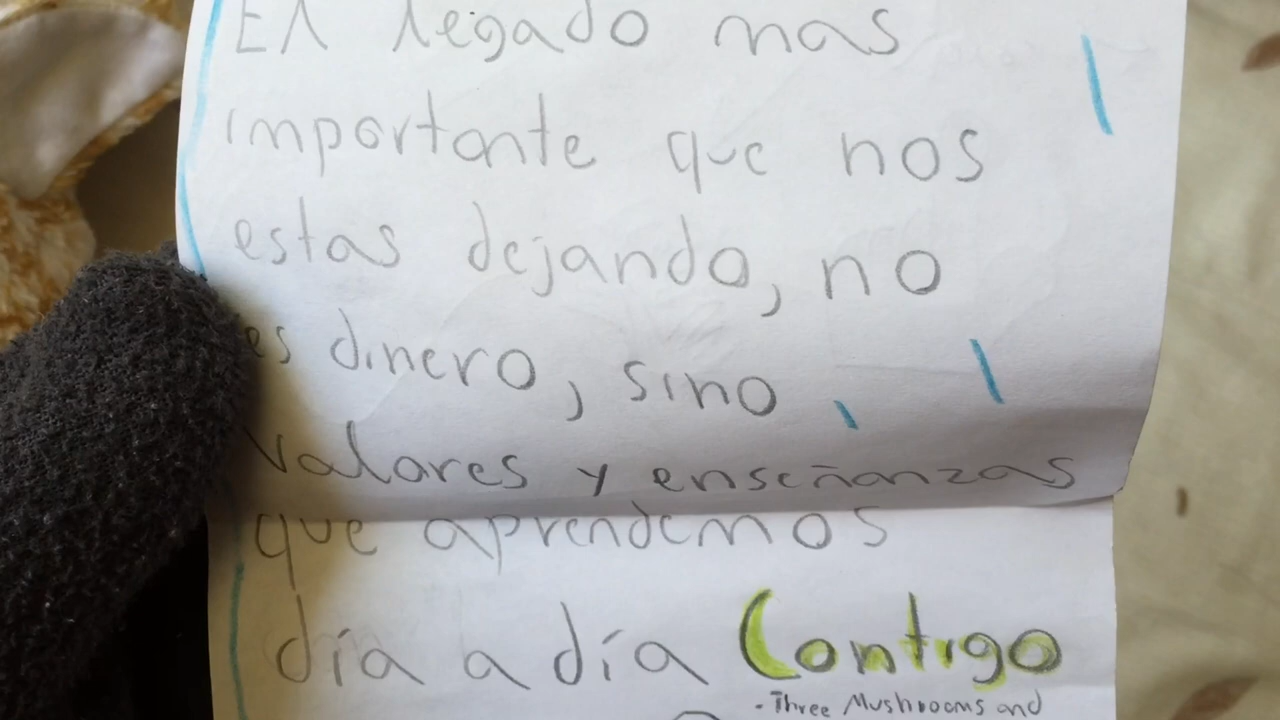 El legado mas
importante que nos
estas dejando, no
es dinero, sino
valores y enseñanzas
que aprendemos
día a día Contigo
- Three Mushrooms and